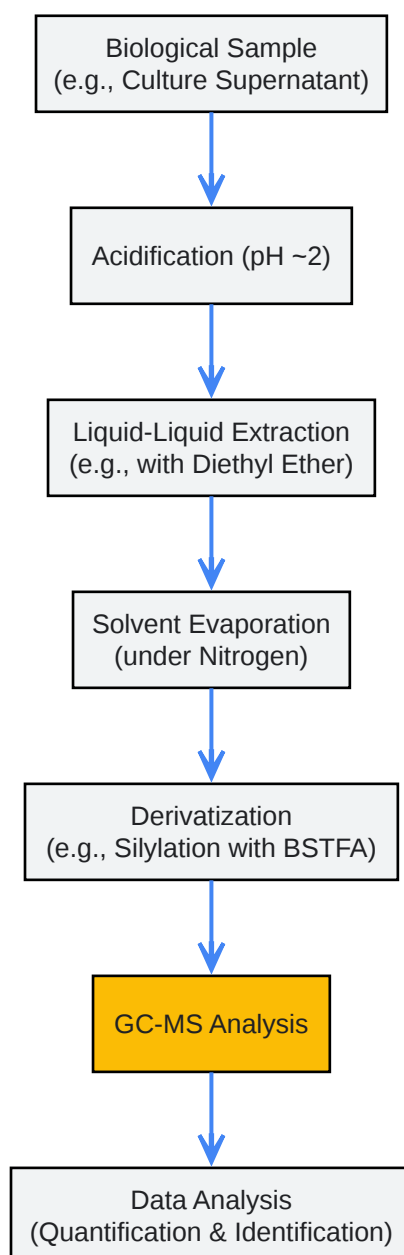 Biological Sample
(e.g., Culture Supernatant)
Acidification (pH ~2)
Liquid-Liquid Extraction
(e.g., with Diethyl Ether)
Solvent Evaporation
(under Nitrogen)
Derivatization
(e.g., Silylation with BSTFA)
GC-MS Analysis
Data Analysis
(Quantification & Identification)